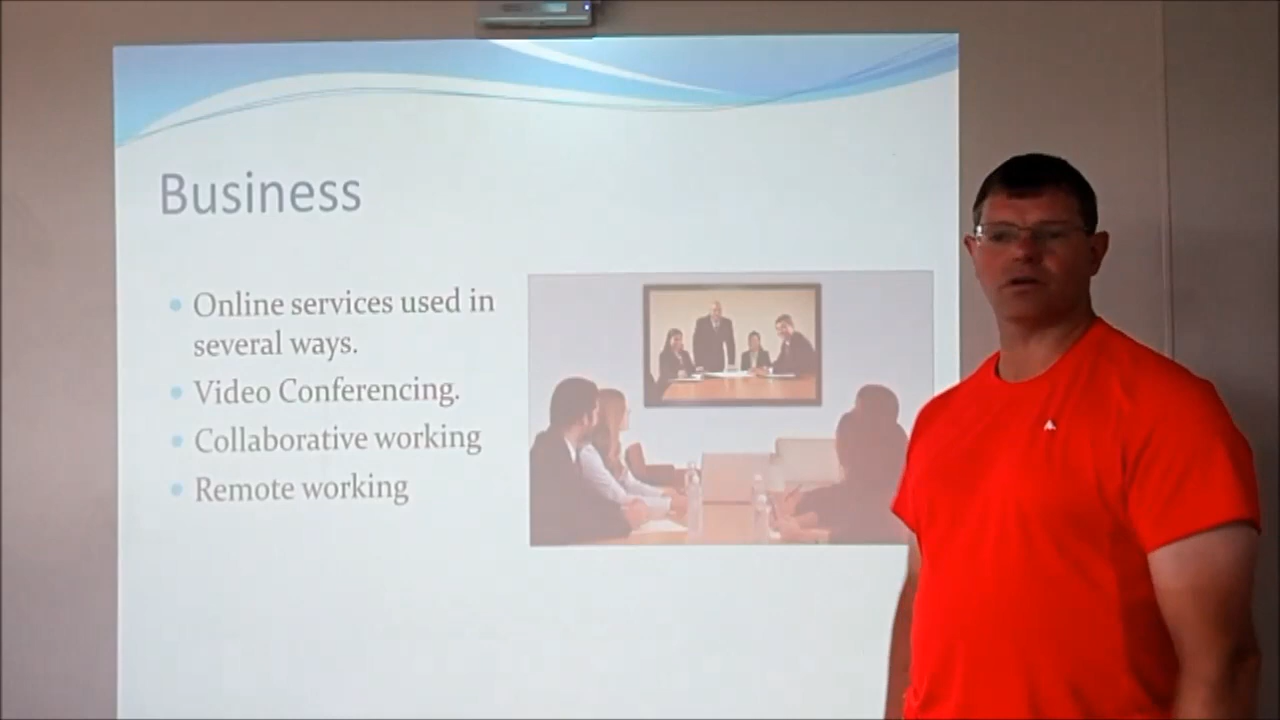 Business
Online services used in
several ways.
Video Conferencing.
Collaborative working
Remote working